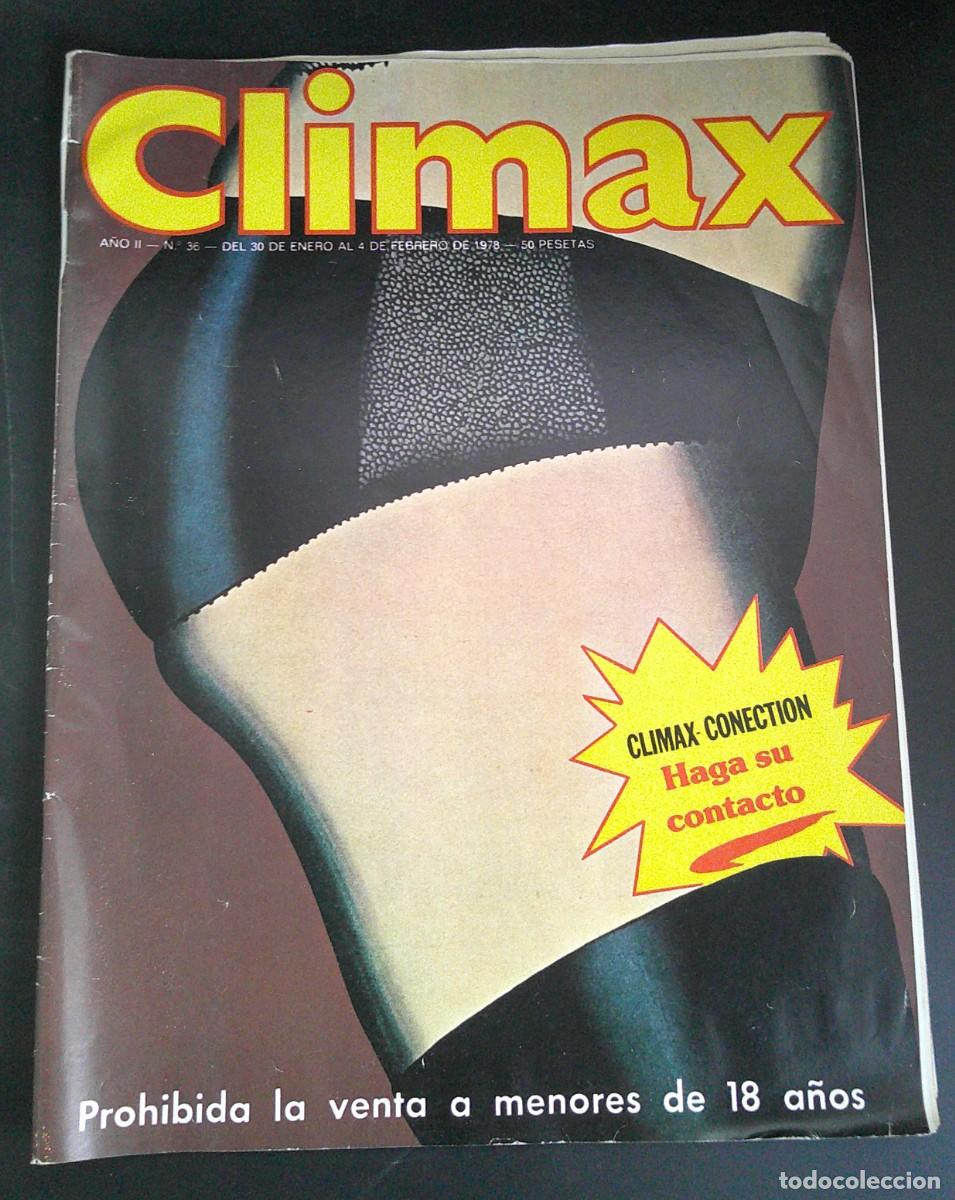 Climax
AÑO II — N.º 36 — DEL 30 DE ENERO AL 4 DE FEBRERO DE 1978 — 50 PESETAS
CLIMAX-CONECTION
Haga su
contacto
Prohibida la venta a menores de 18 años
todocoleccion